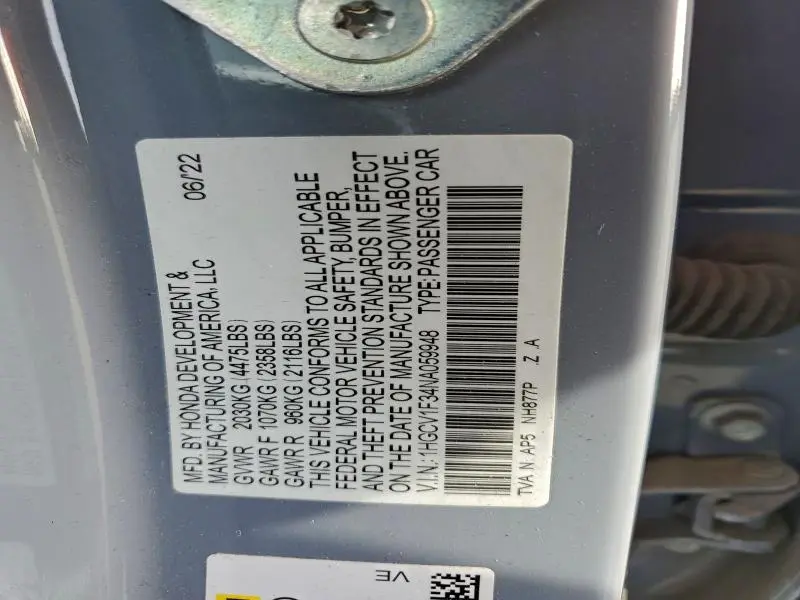 MFD. BY HONDA DEVELOPMENT &
MANUFACTURING OF AMERICA, LLC 06/22
GVWR 2030KG (4475LBS)
GAWR F 1070KG (2358LBS)
GAWR R 960KG (2116LBS)
THIS VEHICLE CONFORMS TO ALL APPLICABLE
FEDERAL MOTOR VEHICLE SAFETY, BUMPER,
AND THEFT PREVENTION STANDARDS IN EFFECT
ON THE DATE OF MANUFACTURE SHOWN ABOVE.
V.I.N.: 1HGCV1F34NA059948 TYPE: PASSENGER CAR
TVA N: AP5 NH877P .Z .A
VE